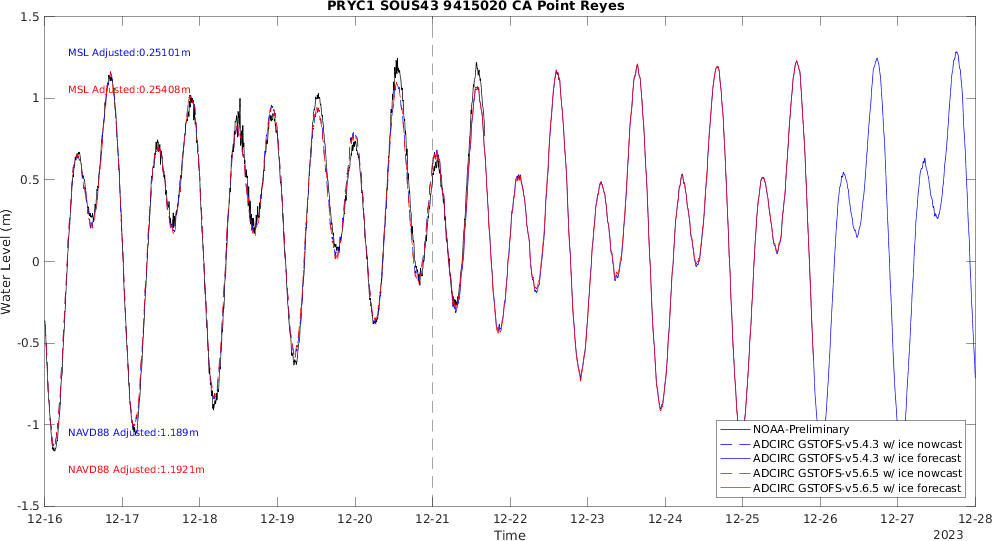 PRYC1 SOUS43 9415020 CA Point Reyes
1.5
MSL Adjusted:0.25101m
MSL Adjusted:0.25408m
1
0.5
0
-0.5
-1
-1.5
Water Level (m)
NAVD88 Adjusted:1.189m
NAVD88 Adjusted:1.1921m
NOAA-Preliminary
ADCIRC GSTOFS-v5.4.3 w/ ice nowcast
ADCIRC GSTOFS-v5.4.3 w/ ice forecast
ADCIRC GSTOFS-v5.6.5 w/ ice nowcast
ADCIRC GSTOFS-v5.6.5 w/ ice forecast
12-16 12-17 12-18 12-19 12-20 12-21 12-22 12-23 12-24 12-25 12-26 12-27 12-28
Time
2023